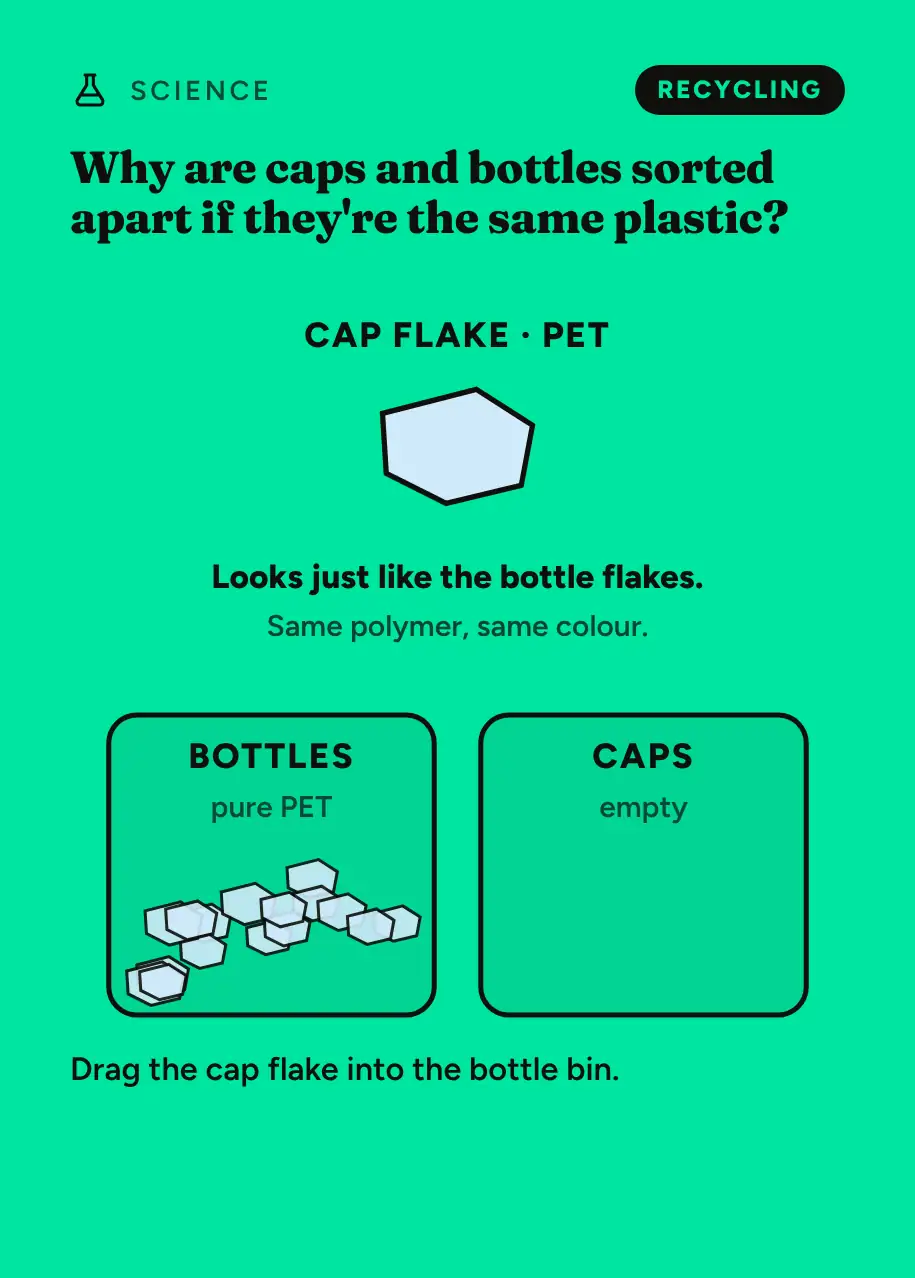 SCIENCE
RECYCLING
Why are caps and bottles sorted
apart if they're the same plastic?
CAP FLAKE · PET
Looks just like the bottle flakes.
Same polymer, same colour.
BOTTLES
pure PET
CAPS
empty
Drag the cap flake into the bottle bin.